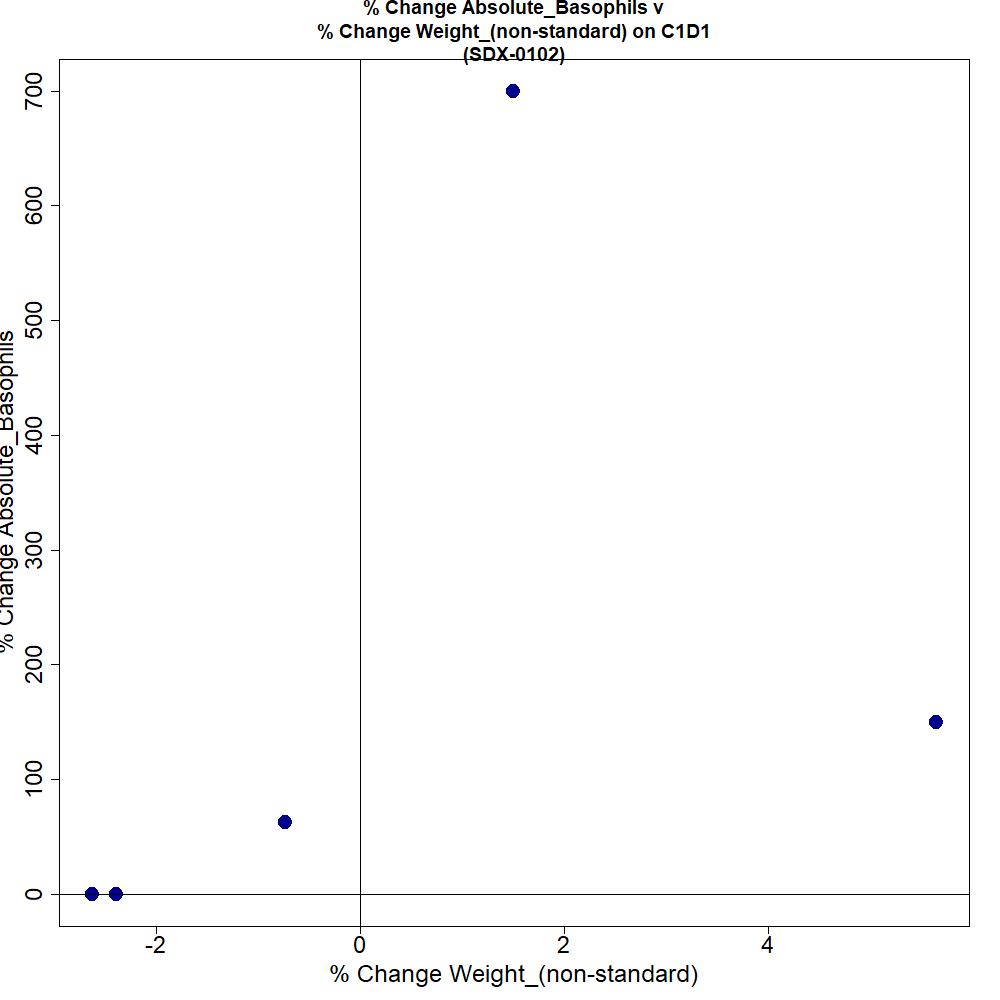 % Change Absolute_Basophils v
% Change Weight_(non-standard) on C1D1
(SDX-0102)
% Change Absolute_Basophils
700
600
500
400
300
200
100
0
-2
0
2
4
% Change Weight_(non-standard)